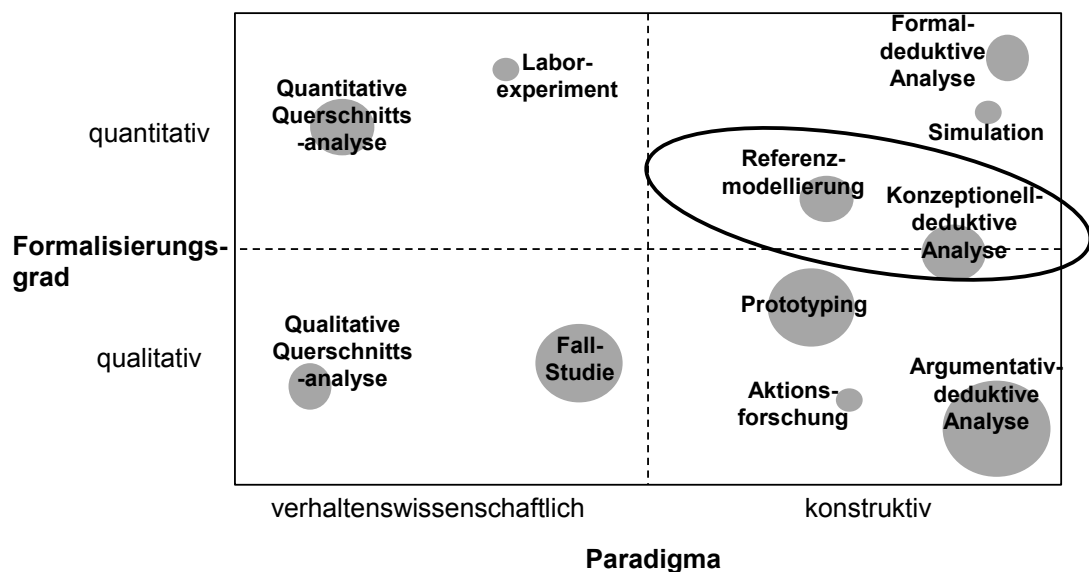 Formal-
deduktive
Analyse
Labor-
experiment
Quantitative
Querschnitts
-analyse
quantitativ
Simulation
Referenz-
modellierung
Konzeptionell-
deduktive
Analyse
Formalisierungs-
grad
Prototyping
Qualitative
Querschnitts
-analyse
qualitativ
Fall-
Studie
Aktions-
forschung
Argumentativ-
deduktive
Analyse
verhaltenswissenschaftlich
konstruktiv
Paradigma